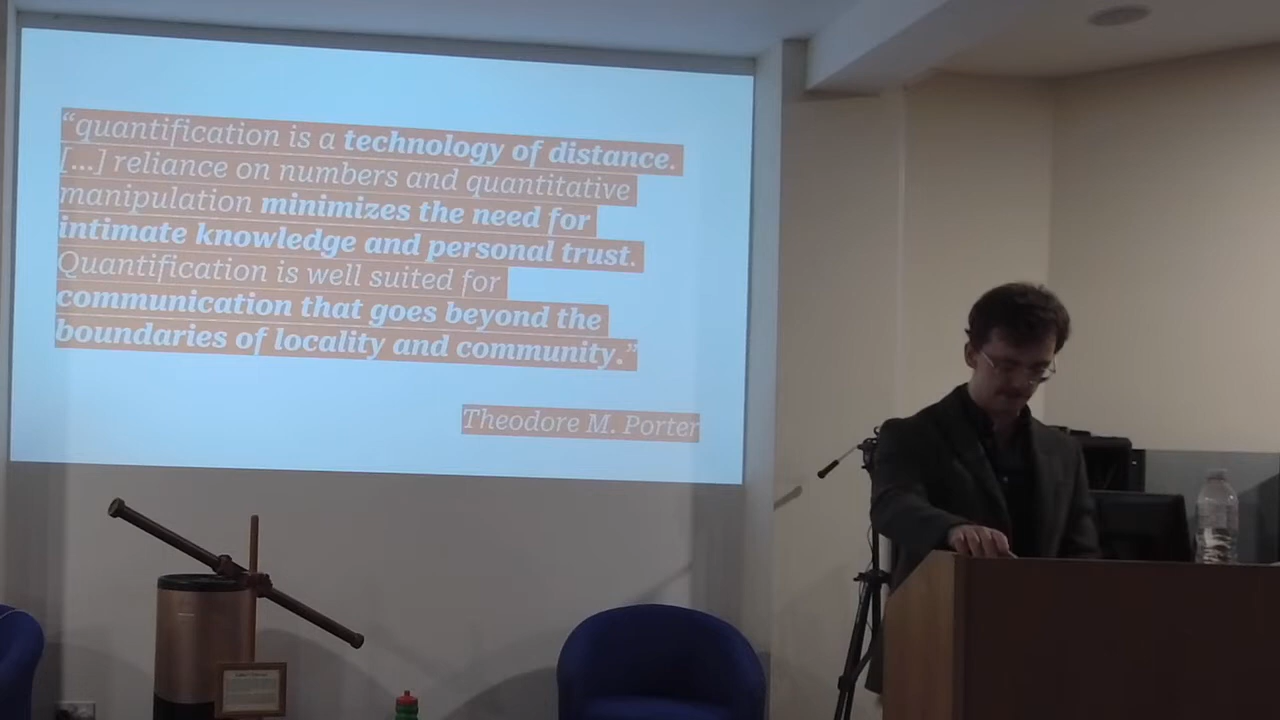 “quantification is a technology of distance.
[...] reliance on numbers and quantitative
manipulation minimizes the need for
intimate knowledge and personal trust.
Quantification is well suited for
communication that goes beyond the
boundaries of locality and community.”
Theodore M. Porter